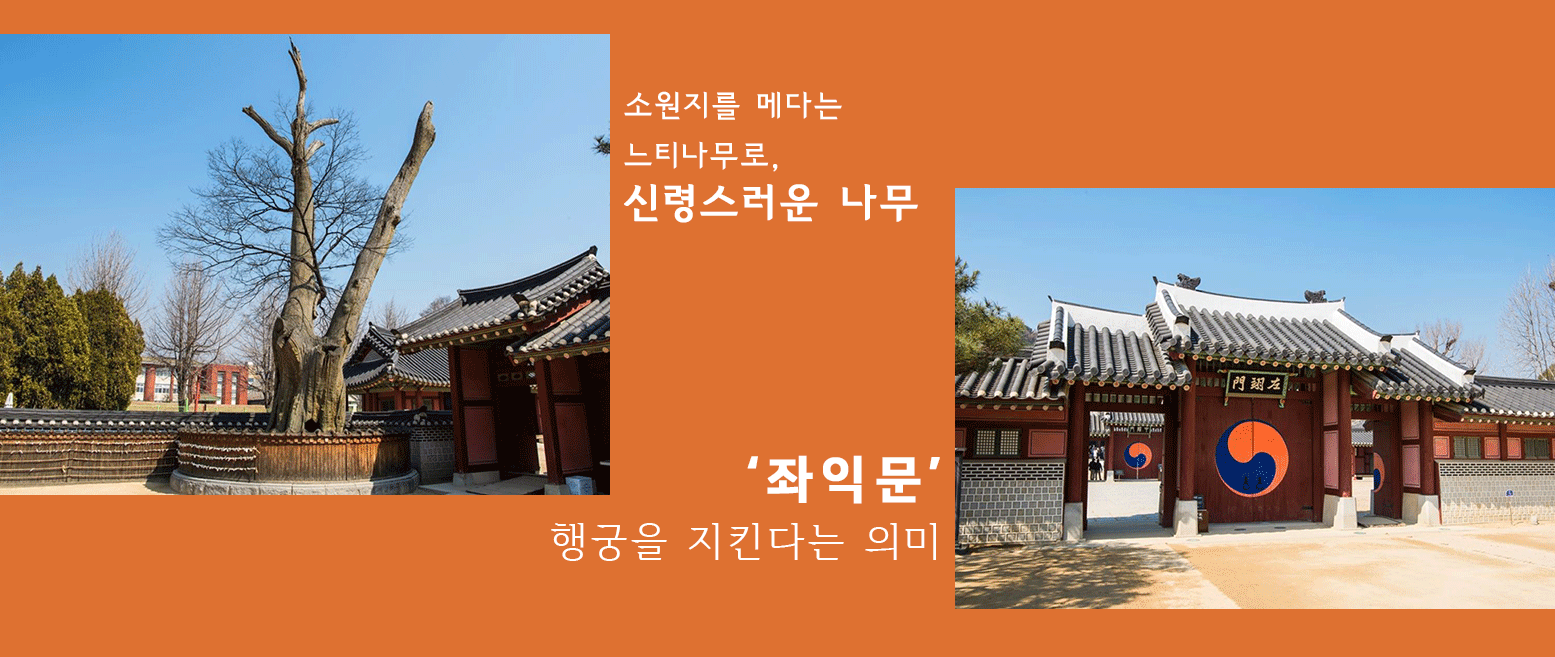 소원지를 메다는
느티나무로,
신령스러운 나무
‘좌익문’
행궁을 지킨다는 의미
門翊左